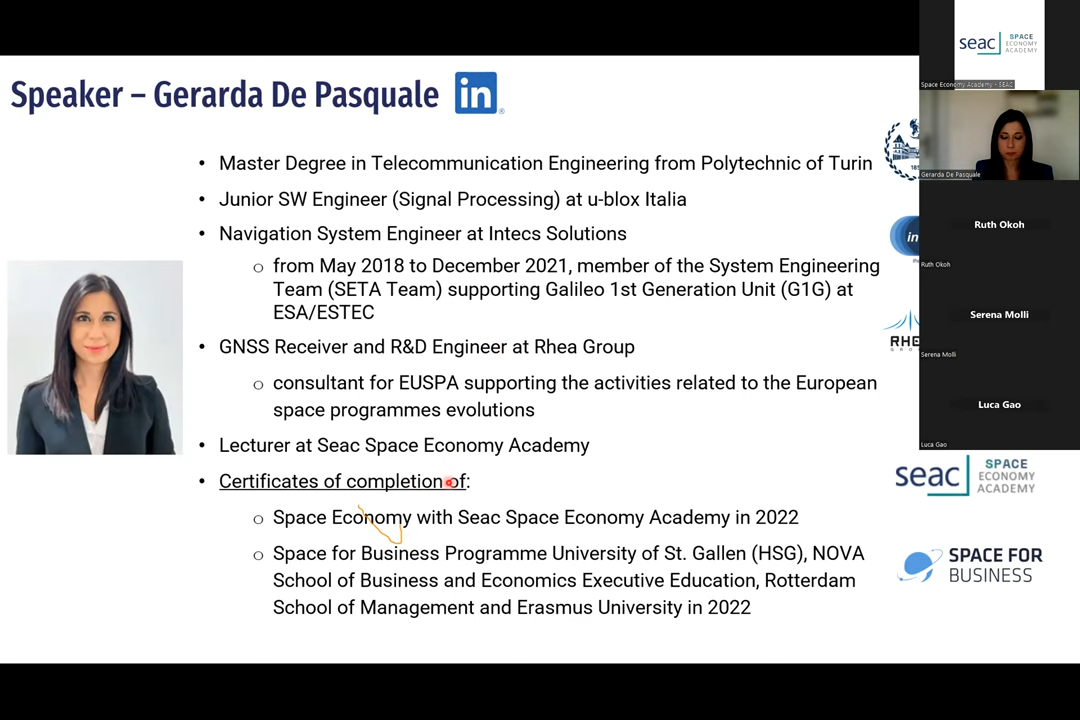 Speaker – Gerarda De Pasquale in
• Master Degree in Telecommunication Engineering from Polytechnic of Turin
• Junior SW Engineer (Signal Processing) at u-blox Italia
• Navigation System Engineer at Intecs Solutions
o from May 2018 to December 2021, member of the System Engineering
Team (SETA Team) supporting Galileo 1st Generation Unit (G1G) at
ESA/ESTEC
• GNSS Receiver and R&D Engineer at Rhea Group
o consultant for EUSPA supporting the activities related to the European
space programmes evolutions
• Lecturer at Seac Space Economy Academy
• Certificates of completion of:
o Space Economy with Seac Space Economy Academy in 2022
o Space for Business Programme University of St. Gallen (HSG), NOVA
School of Business and Economics Executive Education, Rotterdam
School of Management and Erasmus University in 2022
in
RHE
seac
SPACE
ECONOMY
ACADEMY
SPACE FOR
BUSINESS
seac
SPACE
ECONOMY
ACADEMY
Space Economy Academy - SEAC
Gerarda De Pasquale
Ruth Okoh
Ruth Okoh
Serena Molli
Serena Molli
Luca Gao
Luca Gao